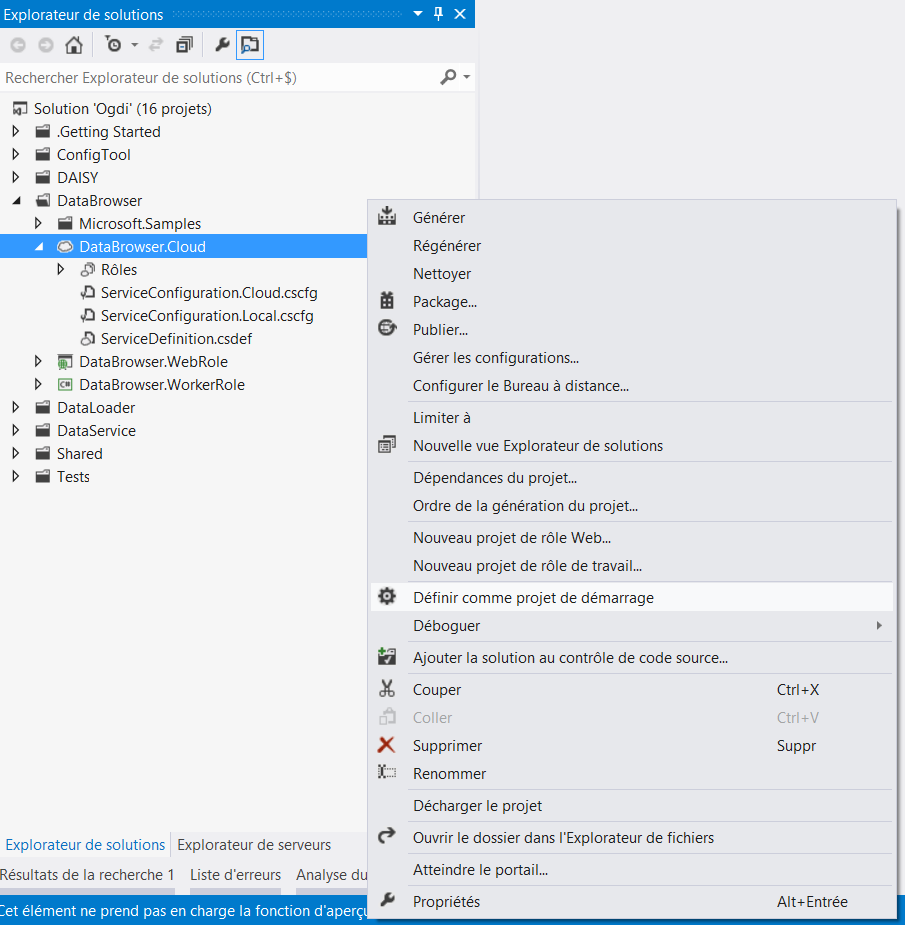 Explorateur de solutions
Rechercher Explorateur de solutions (Ctrl+$)
Solution 'Ogdi' (16 projets)
.Getting Started
ConfigTool
DAISY
DataBrowser
Microsoft.Samples
DataBrowser.Cloud
Rôles
ServiceConfiguration.Cloud.cscfg
ServiceConfiguration.Local.cscfg
ServiceDefinition.csdef
DataBrowser.WebRole
C# DataBrowser.WorkerRole
DataLoader
DataService
Shared
Tests
Générer
Régénérer
Nettoyer
Package...
Publier...
Gérer les configurations...
Configurer le Bureau à distance...
Limiter à
Nouvelle vue Explorateur de solutions
Dépendances du projet...
Ordre de la génération du projet...
Nouveau projet de rôle Web...
Nouveau projet de rôle de travail...
Définir comme projet de démarrage
Déboguer
Ajouter la solution au contrôle de code source...
Couper Ctrl+X
Coller Ctrl+V
Supprimer Suppr
Renommer
Décharger le projet
Ouvrir le dossier dans l'Explorateur de fichiers
Atteindre le portail...
Propriétés Alt+Entrée
Explorateur de solutions Explorateur de serveurs
Résultats de la recherche 1 Liste d'erreurs Analyse du
Cet élément ne prend pas en charge la fonction d'aperçu